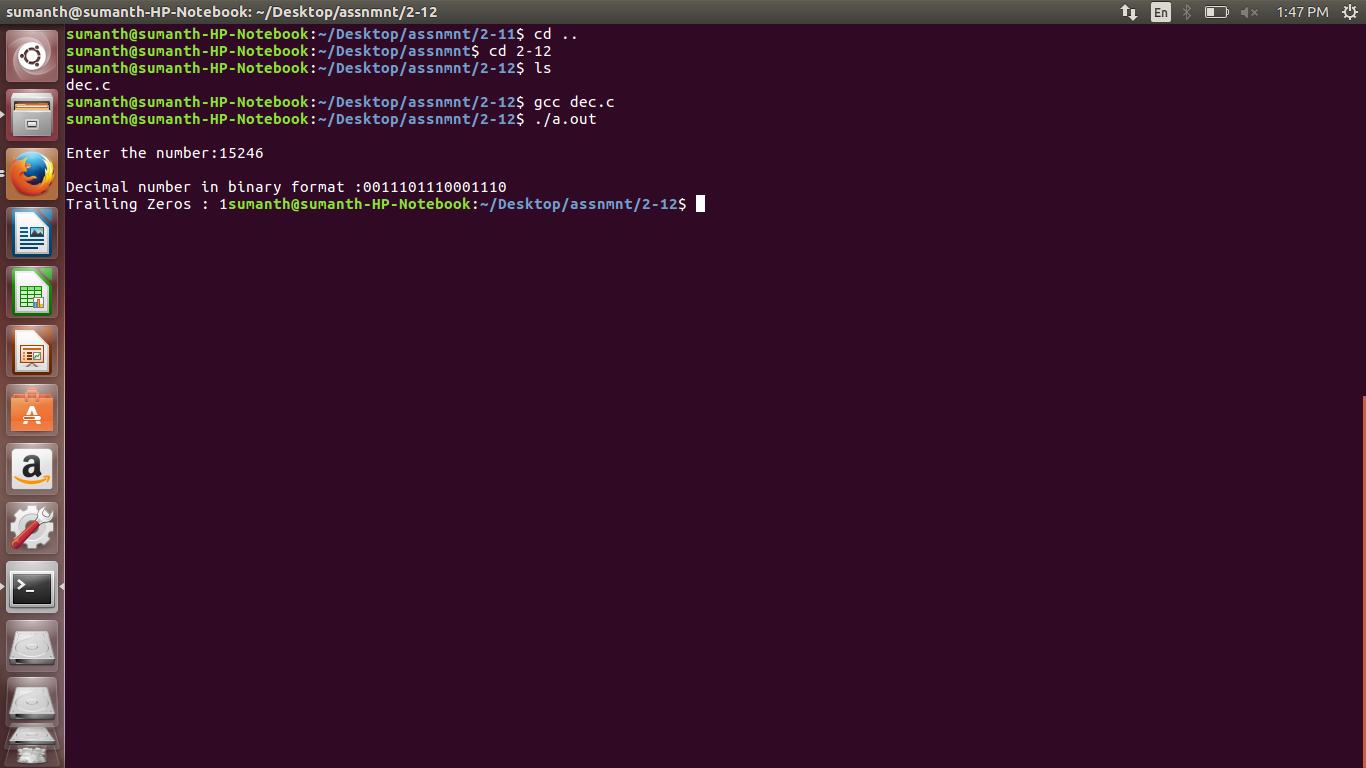 sumanth@sumanth-HP-Notebook: ~/Desktop/assnmnt/2-12
En
1:47 PM
sumanth@sumanth-HP-Notebook:~/Desktop/assnmnt/2-11$ cd ..
sumanth@sumanth-HP-Notebook:~/Desktop/assnmnt$ cd 2-12
sumanth@sumanth-HP-Notebook:~/Desktop/assnmnt/2-12$ ls
dec.c
sumanth@sumanth-HP-Notebook:~/Desktop/assnmnt/2-12$ gcc dec.c
sumanth@sumanth-HP-Notebook:~/Desktop/assnmnt/2-12$ ./a.out
Enter the number:15246
Decimal number in binary format :0011101110001110
Trailing Zeros : 1sumanth@sumanth-HP-Notebook:~/Desktop/assnmnt/2-12$